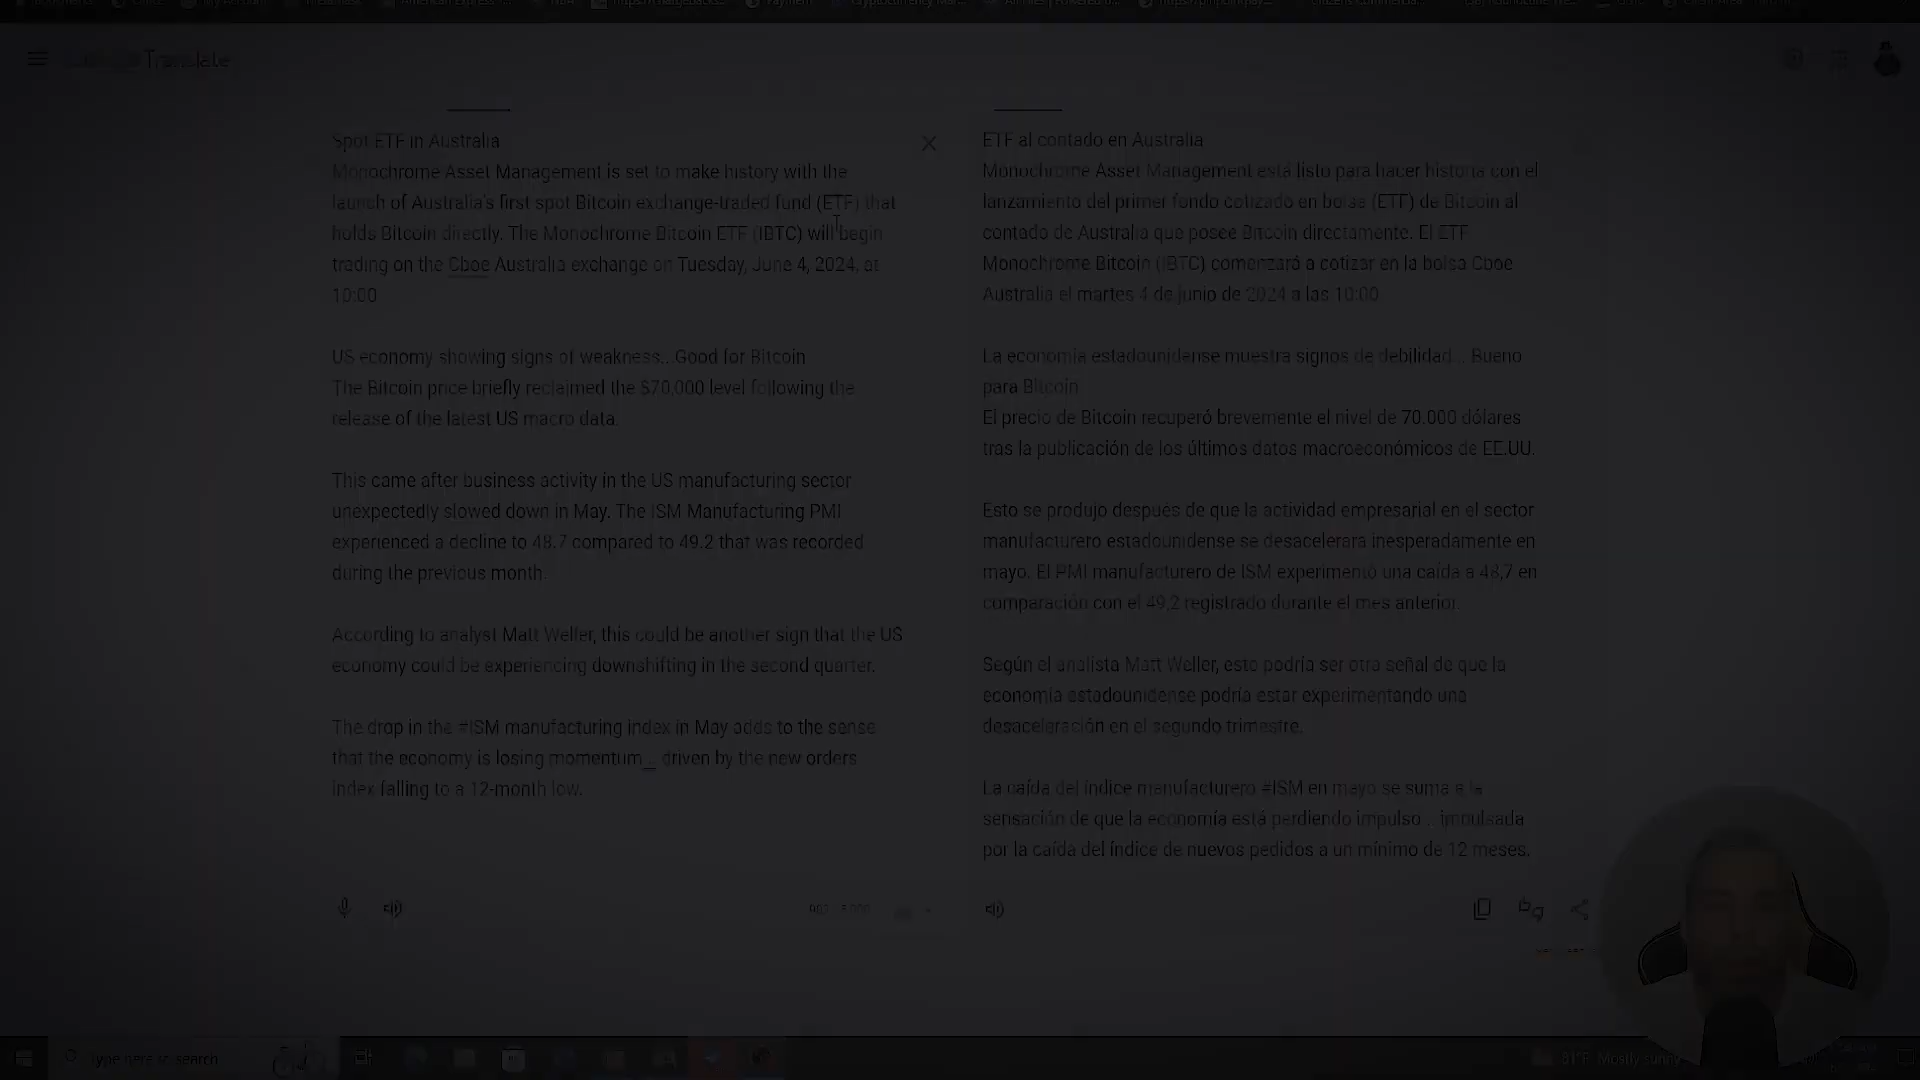 Translate
Spot ETF in Australia
Monochrome Asset Management is set to make history with the
launch of Australia's first spot Bitcoin exchange-traded fund (ETF) that
holds Bitcoin directly. The Monochrome Bitcoin ETF (IBTC) will begin
trading on the Cboe Australia exchange on Tuesday, June 4, 2024, at
10:00
US economy showing signs of weakness.. Good for Bitcoin
The Bitcoin price briefly reclaimed the $70,000 level following the
release of the latest US macro data.
This came after business activity in the US manufacturing sector
unexpectedly slowed down in May. The ISM Manufacturing PMI
experienced a decline to 48.7 compared to 49.2 that was recorded
during the previous month.
According to analyst Matt Weller, this could be another sign that the US
economy could be experiencing downshifting in the second quarter.
The drop in the #ISM manufacturing index in May adds to the sense
that the economy is losing momentum.. driven by the new orders
index falling to a 12-month low.
ETF al contado en Australia
Monochrome Asset Management está listo para hacer historia con el
lanzamiento del primer fondo cotizado en bolsa (ETF) de Bitcoin al
contado de Australia que posee Bitcoin directamente. El ETF
Monochrome Bitcoin (IBTC) comenzará a cotizar en la bolsa Cboe
Australia el martes 4 de junio de 2024 a las 10:00
La economía estadounidense muestra signos de debilidad .. Bueno
para Bitcoin
El precio de Bitcoin recuperó brevemente el nivel de 70.000 dólares
tras la publicación de los últimos datos macroeconómicos de EE.UU.
Esto se produjo después de que la actividad empresarial en el sector
manufacturero estadounidense se desacelerara inesperadamente en
mayo. El PMI manufacturero de ISM experimentó una caída a 48,7 en
comparación con el 49,2 registrado durante el mes anterior.
Según el analista Matt Weller, esto podría ser otra señal de que la
economía estadounidense podría estar experimentando una
desaceleración en el segundo trimestre.
La caída del índice manufacturero #ISM en mayo se suma a la
sensación de que la economía está perdiendo impulso .. impulsada
por la caída del índice de nuevos pedidos a un mínimo de 12 meses.
Type here to search
81°F Mostly sunny